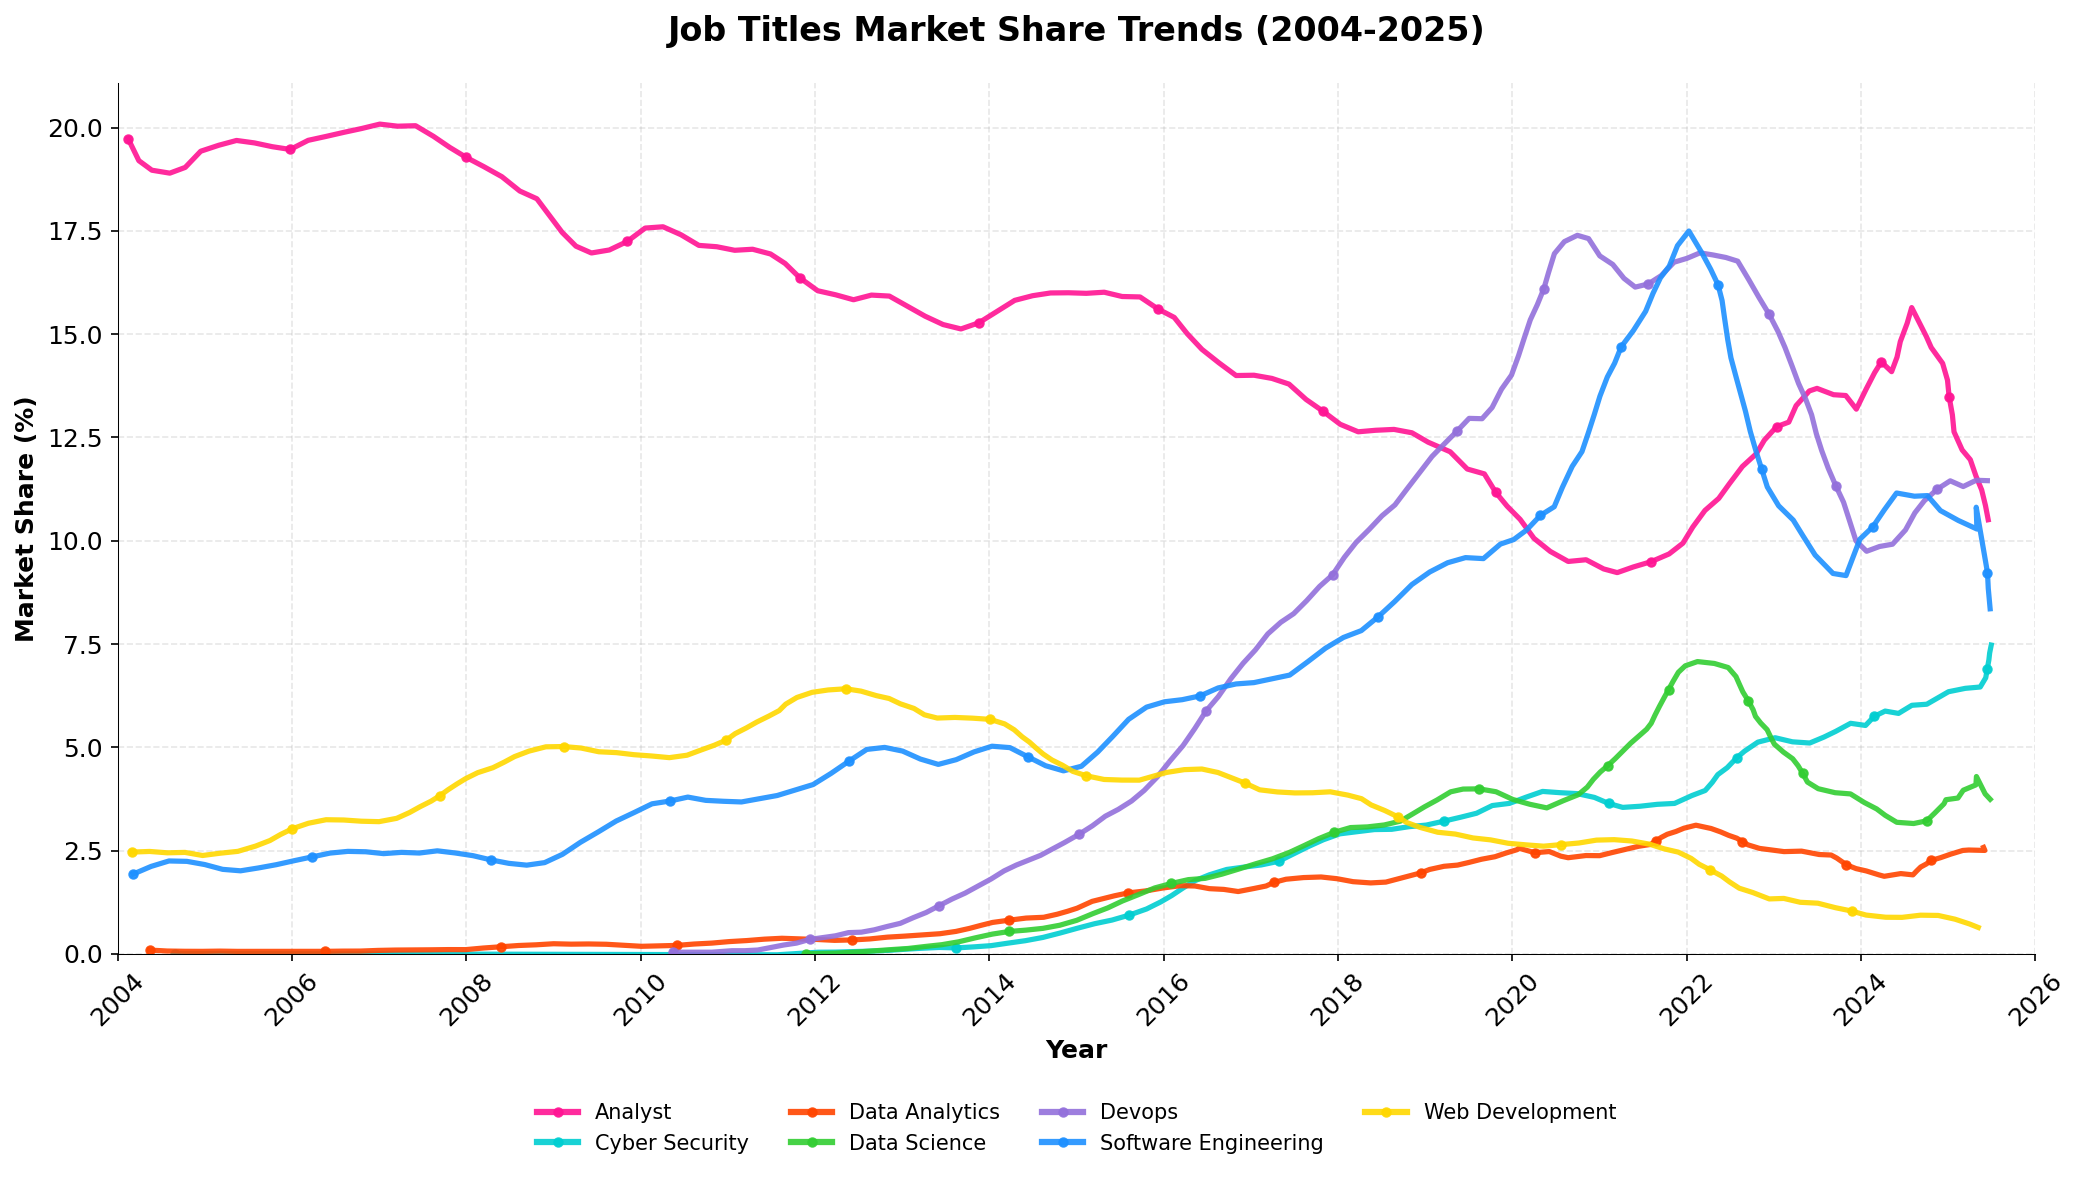 Job Titles Market Share Trends (2004-2025)
Market Share (%)
20.0
17.5
15.0
12.5
10.0
7.5
5.0
2.5
0.0
2004 2006 2008 2010 2012 2014 2016 2018 2020 2022 2024 2026
Year
Analyst Data Analytics Devops Web Development
Cyber Security Data Science Software Engineering